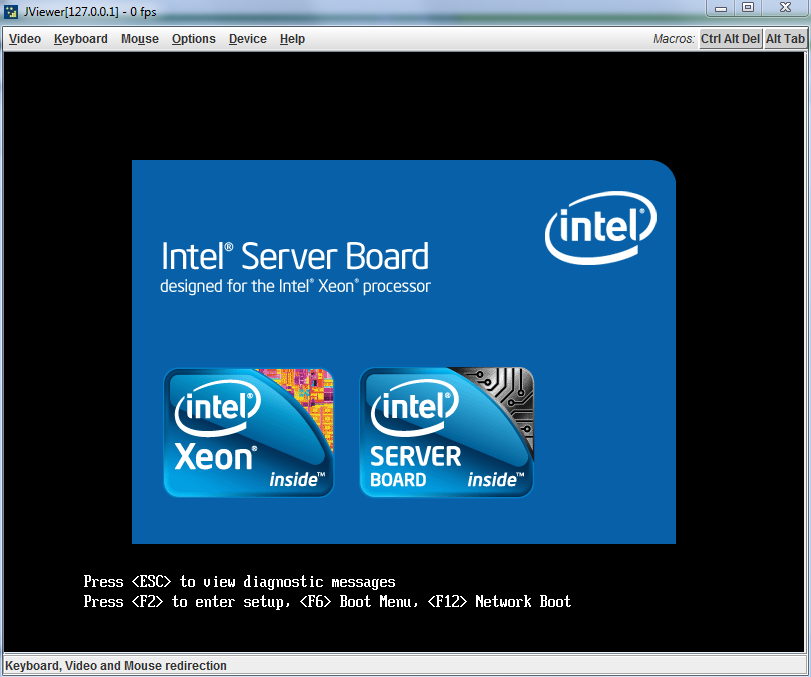 JViewer[127.0.0.1] - 0 fps
Video Keyboard Mouse Options Device Help Macros: Ctrl Alt Del Alt Tab
intel®
Intel® Server Board
designed for the Intel® Xeon® processor
intel®
Xeon®
inside™
intel®
SERVER
BOARD
inside™
Press <ESC> to view diagnostic messages
Press <F2> to enter setup, <F6> Boot Menu, <F12> Network Boot
Keyboard, Video and Mouse redirection